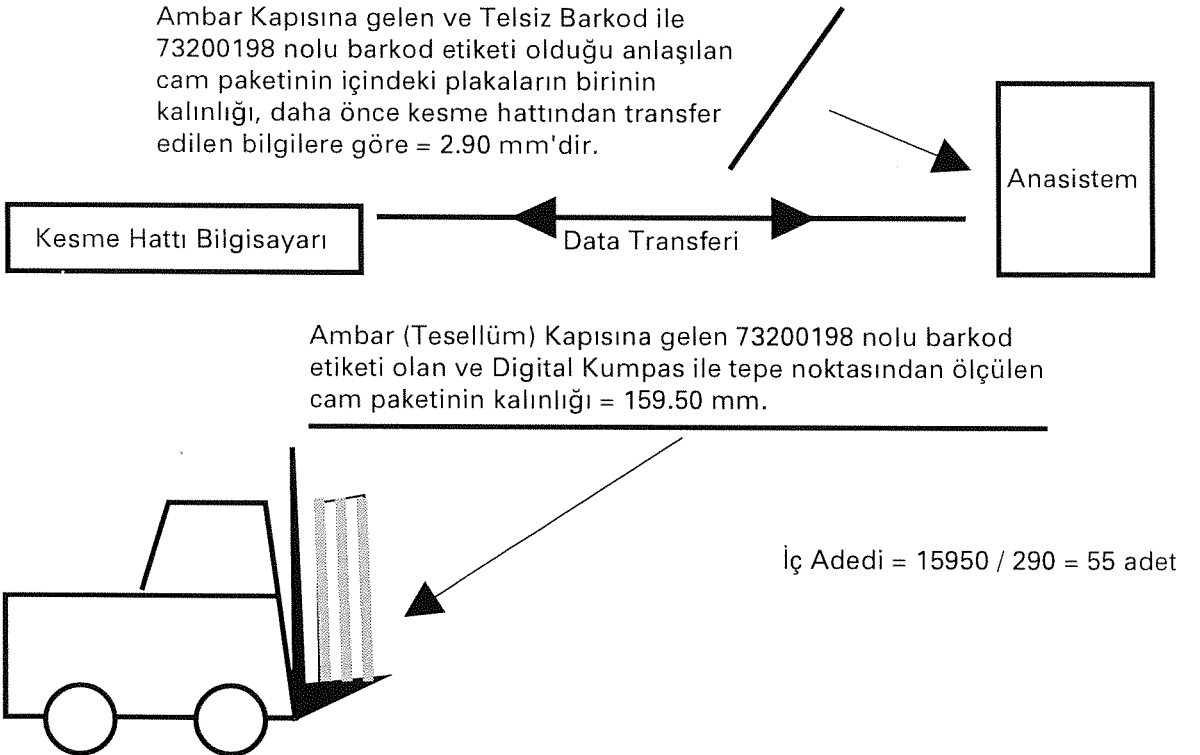 Ambar Kapısına gelen ve Telsiz Barkod ile
73200198 nolu barkod etiketi olduğu anlaşılan
cam paketinin içindeki plakaların birinin
kalınlığı, daha önce kesme hattından transfer
edilen bilgilere göre = 2.90 mm'dir.
Anasistem
Kesme Hattı Bilgisayarı
Data Transferi
Ambar (Tesellüm) Kapısına gelen 73200198 nolu barkod
etiketi olan ve Digital Kumpas ile tepe noktasından ölçülen
cam paketinin kalınlığı = 159.50 mm.
İç Adedi = 15950 / 290 = 55 adet